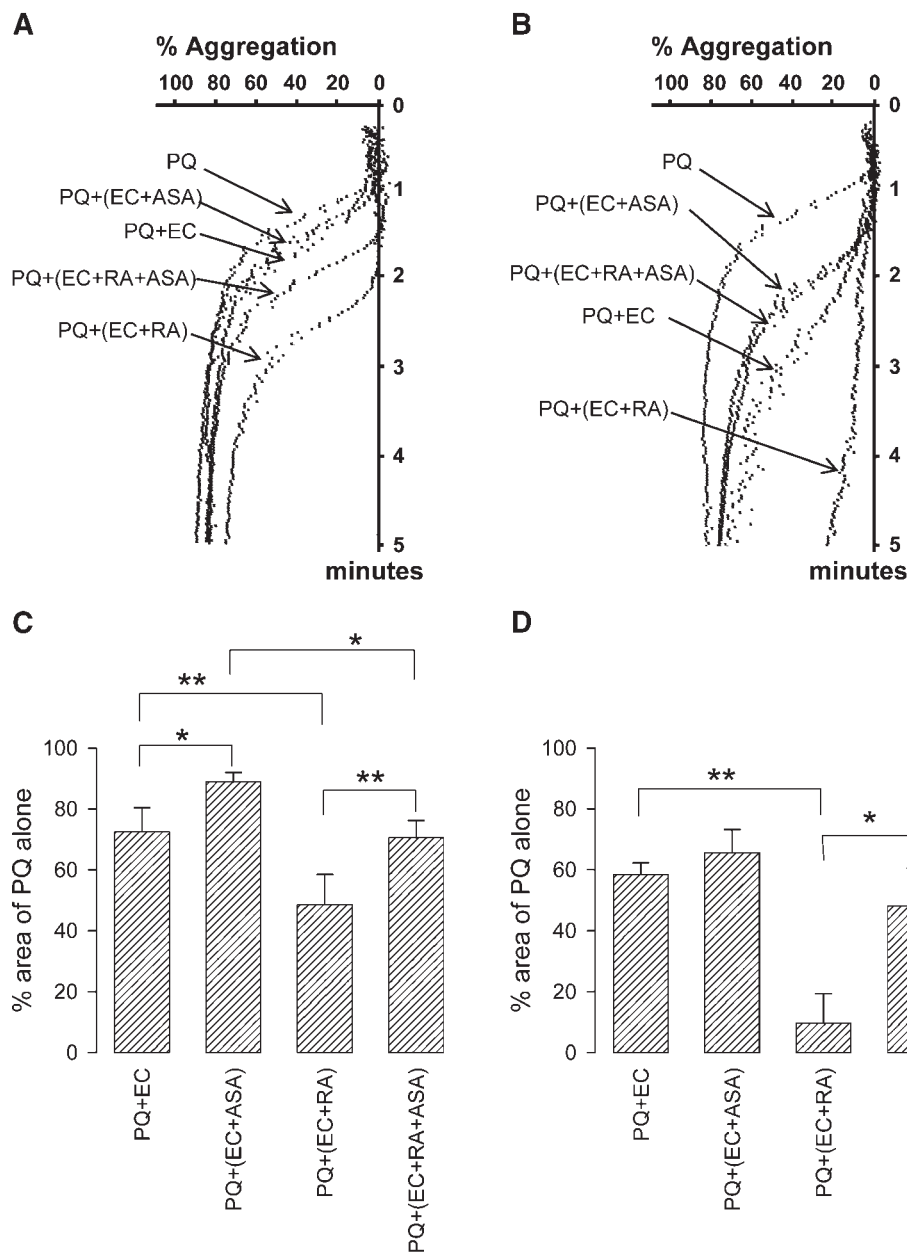 A
% Aggregation
100 80 60 40 20 0
0
1
2
3
4
5
minutes
PQ
PQ+(EC+ASA)
PQ+EC
PQ+(EC+RA+ASA)
PQ+(EC+RA)
B
% Aggregation
100 80 60 40 20 0
0
1
2
3
4
5
minutes
PQ
PQ+(EC+ASA)
PQ+(EC+RA+ASA)
PQ+EC
PQ+(EC+RA)
C
*
**
*
**
% area of PQ alone
100
80
60
40
20
0
PQ+EC
PQ+(EC+ASA)
PQ+(EC+RA)
PQ+(EC+RA+ASA)
D
**
*
% area of PQ alone
100
80
60
40
20
0
PQ+EC
PQ+(EC+ASA)
PQ+(EC+RA)